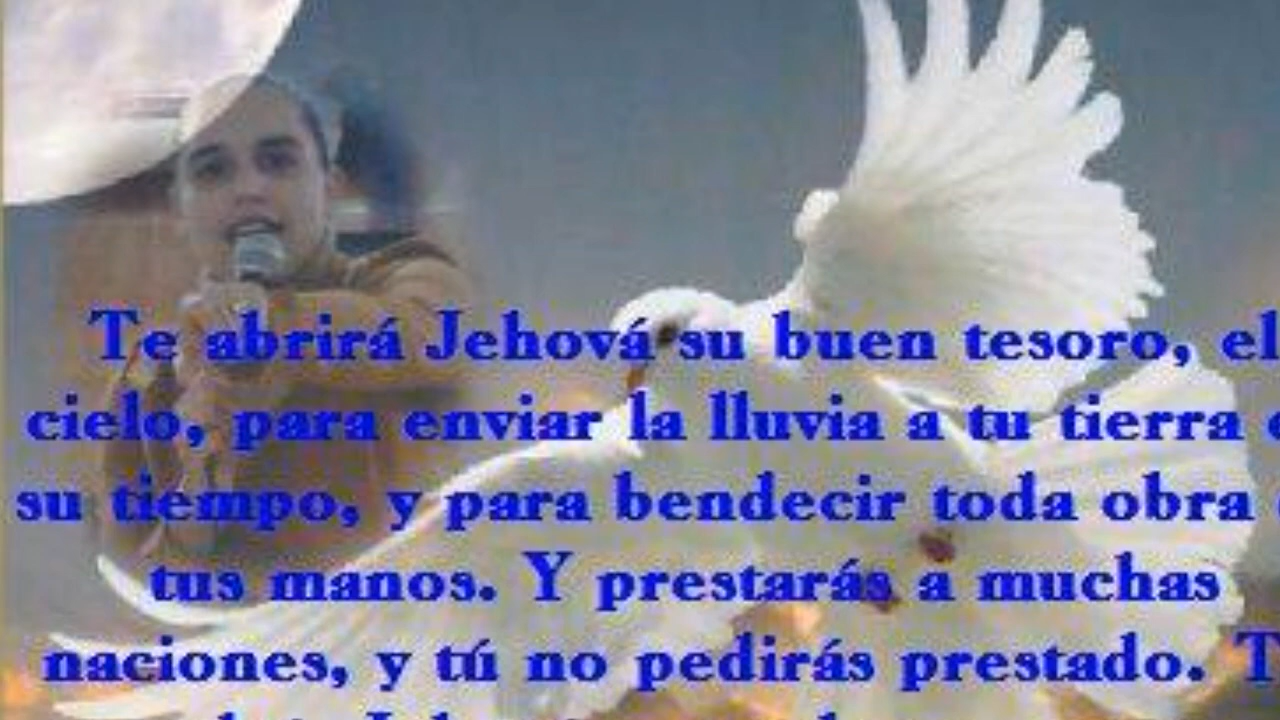 Te abrirá Jehová su buen tesoro, el
cielo, para enviar la lluvia a tu tierra
su tiempo, y para bendecir toda obra
tus manos. Y prestarás a muchas
naciones, y tú no pedirás prestado. T